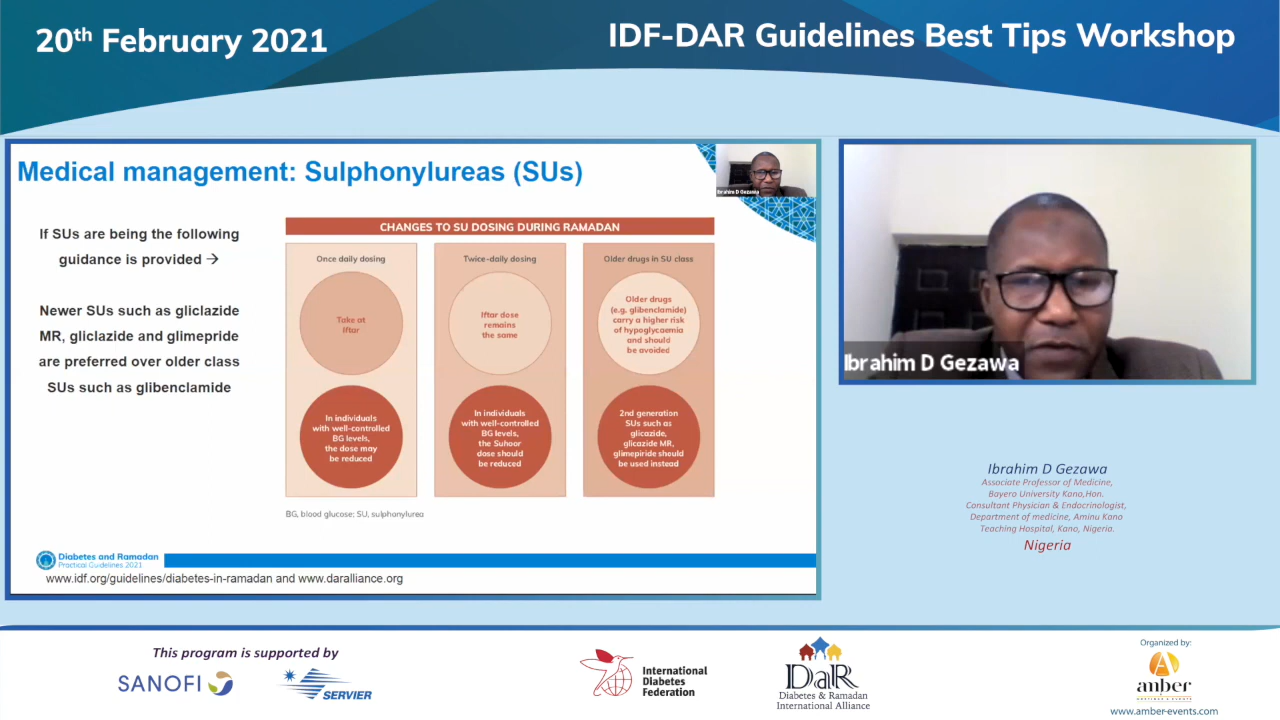 20th February 2021
IDF-DAR Guidelines Best Tips Workshop
Medical management: Sulphonylureas (SUs)
Ibrahim D Gezawa
If SUs are being the following
guidance is provided →
Newer SUs such as gliclazide
MR, gliclazide and glimepride
are preferred over older class
SUs such as glibenclamide
CHANGES TO SU DOSING DURING RAMADAN
Once daily dosing
Take at
iftar
In individuals
with well-controlled
BG levels,
the dose may
be reduced
Twice-daily dosing
Iftar dose
remains
the same
In individuals
with well-controlled
BG levels,
the Suhoor
dose should
be reduced
Older drugs in SU class
Older drugs
(e.g. glibenclamide)
carry a higher risk
of hypoglycaemia
and should
be avoided
2nd generation
SUs such as
glicazide,
glicazide MR,
glimepiride should
be used instead
BG, blood glucose; SU, sulphonylurea
Diabetes and Ramadan
Practical Guidelines 2021
www.idf.org/guidelines/diabetes-in-ramadan and www.daralliance.org
Ibrahim D Gezawa
Ibrahim D Gezawa
Associate Professor of Medicine,
Bayero University Kano,Hon.
Consultant Physician & Endocrinologist,
Department of medicine, Aminu Kano
Teaching Hospital, Kano, Nigeria.
Nigeria
This program is supported by
SANOFI
SERVIER
International
Diabetes
Federation
DaR
Diabetes & Ramadan
International Alliance
Organized by:
anber
www.amber-events.com